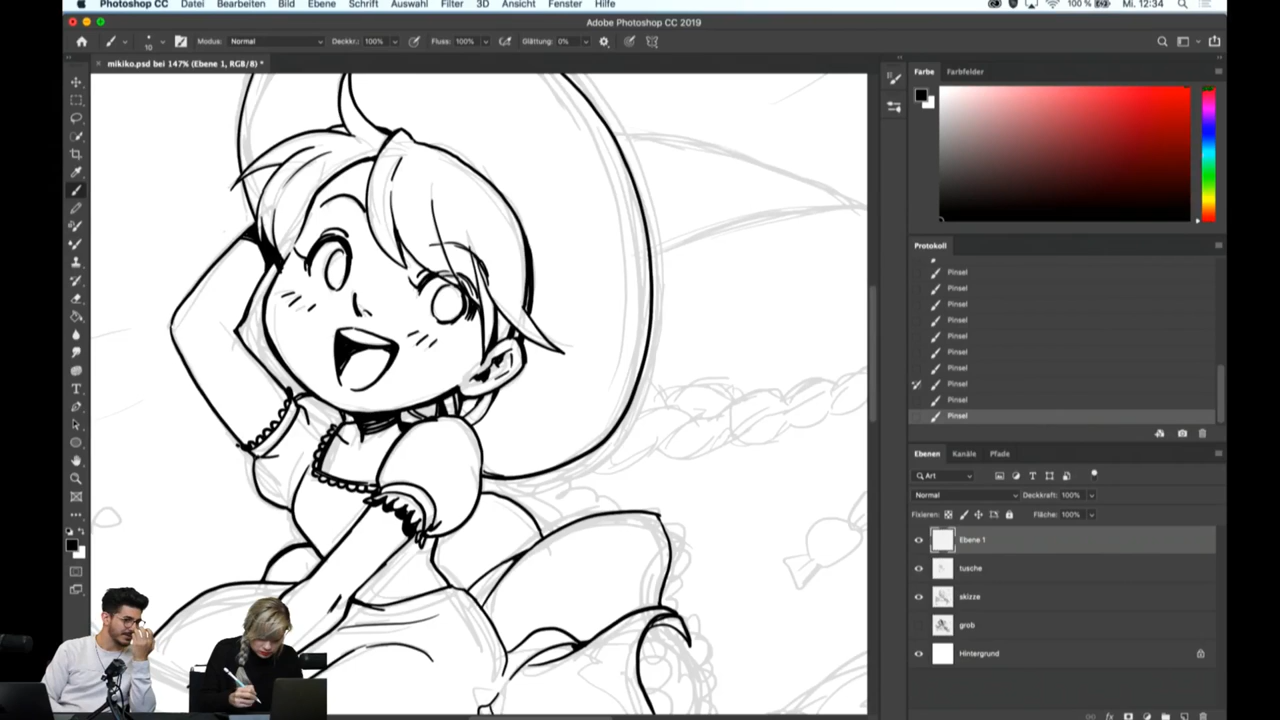 Photoshop CC Datei Bearbeiten Bild Ebene Schrift Auswahl Filter 3D Ansicht Fenster Hilfe 100 % Mi. 12:34
Adobe Photoshop CC 2019
10 Modus: Normal Deckkr.: 100% Fluss: 100% Glättung: 0%
mikiko.psd bei 147% (Ebene 1, RGB/8) *
Farbe Farbfelder
Protokoll
Pinsel
Pinsel
Pinsel
Pinsel
Pinsel
Pinsel
Pinsel
Pinsel
Pinsel
Pinsel
Ebenen Kanäle Pfade
Art
Normal Deckkraft: 100%
Fixieren: Fläche: 100%
Ebene 1
tusche
skizze
grob
Hintergrund
fx